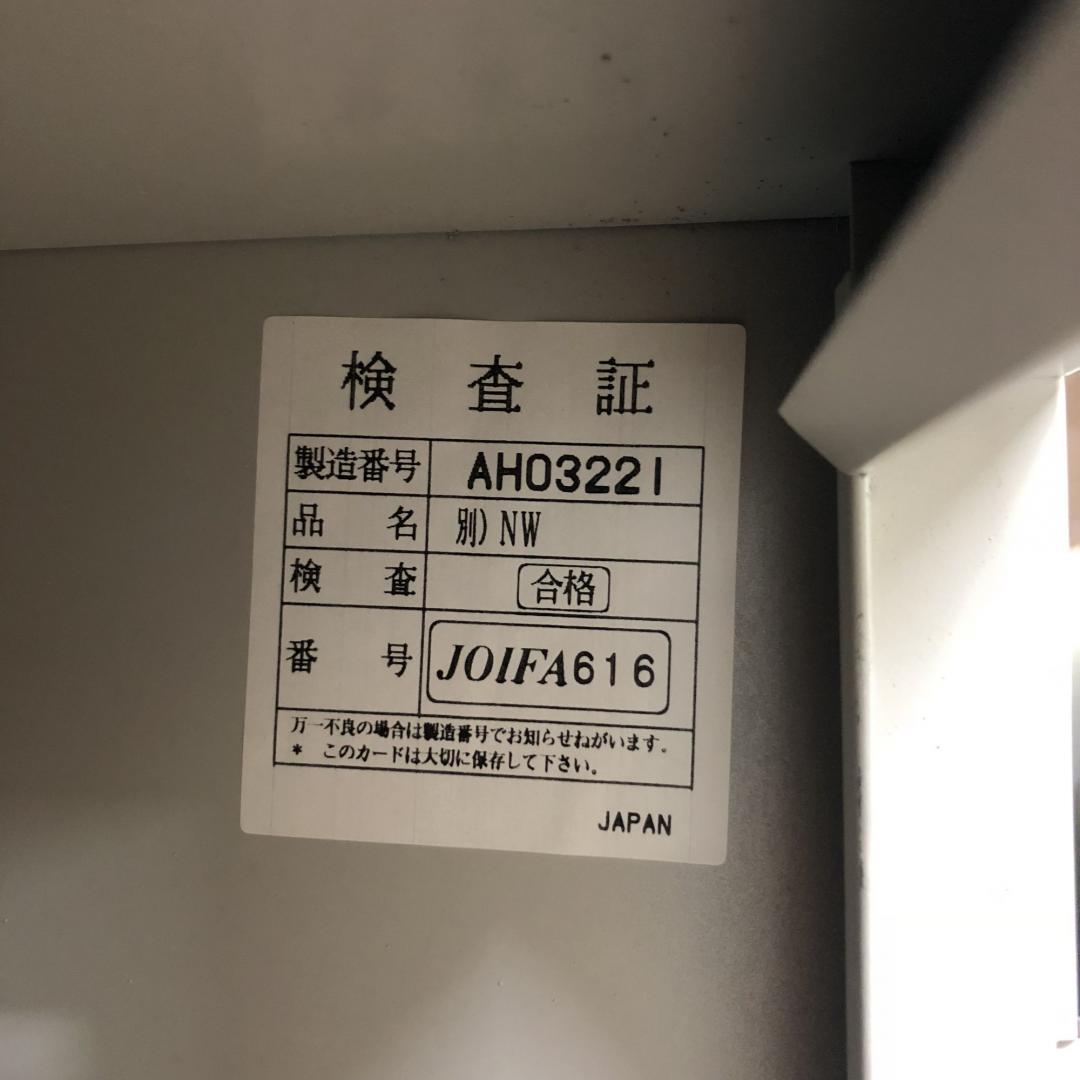 検査証
製造番号 AH03221
品名 別)NW
検査 合格
番号 JOIFA616
万一不良の場合は製造番号でお知らせねがいます。
* このカードは大切に保存して下さい。
JAPAN